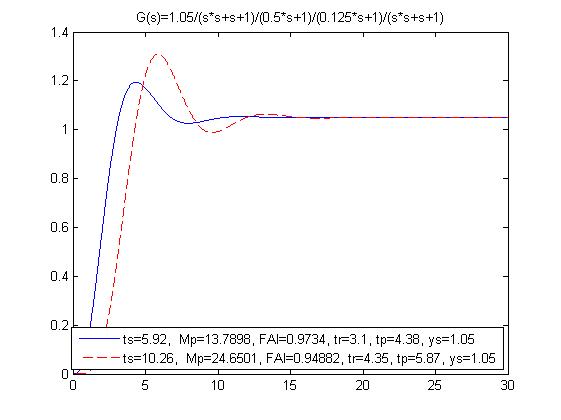 G(s)=1.05/(s*s+s+1)/(0.5*s+1)/(0.125*s+1)/(s*s+s+1)
1.4
1.2
1
0.8
0.6
0.4
0.2
0
ts=5.92, Mp=13.7898, FAI=0.9734, tr=3.1, tp=4.38, ys=1.05
ts=10.26, Mp=24.6501, FAI=0.94882, tr=4.35, tp=5.87, ys=1.05
0 5 10 15 20 25 30